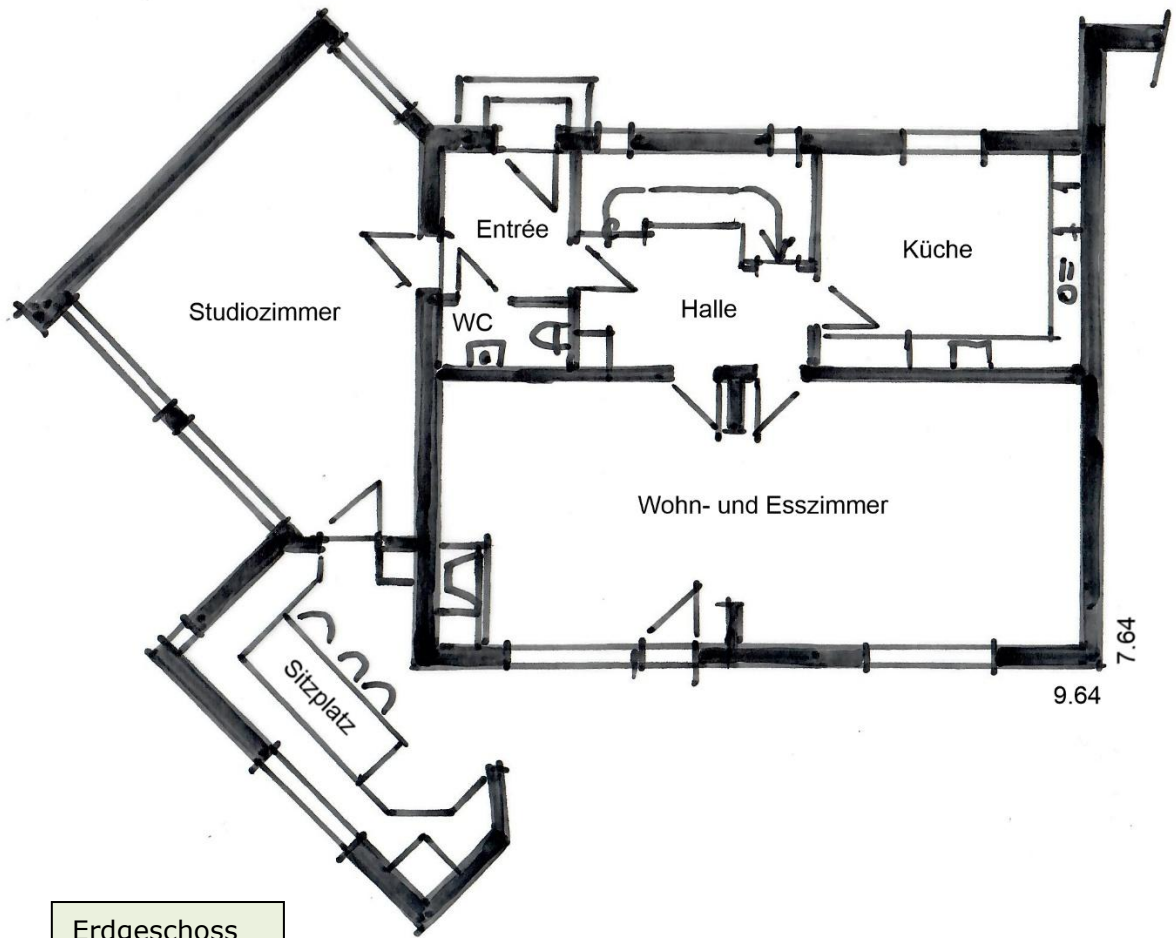 Entrée
Küche
Studiozimmer
WC
Halle
Wohn- und Esszimmer
Sitzplatz
7.64
9.64
Erdgeschoss